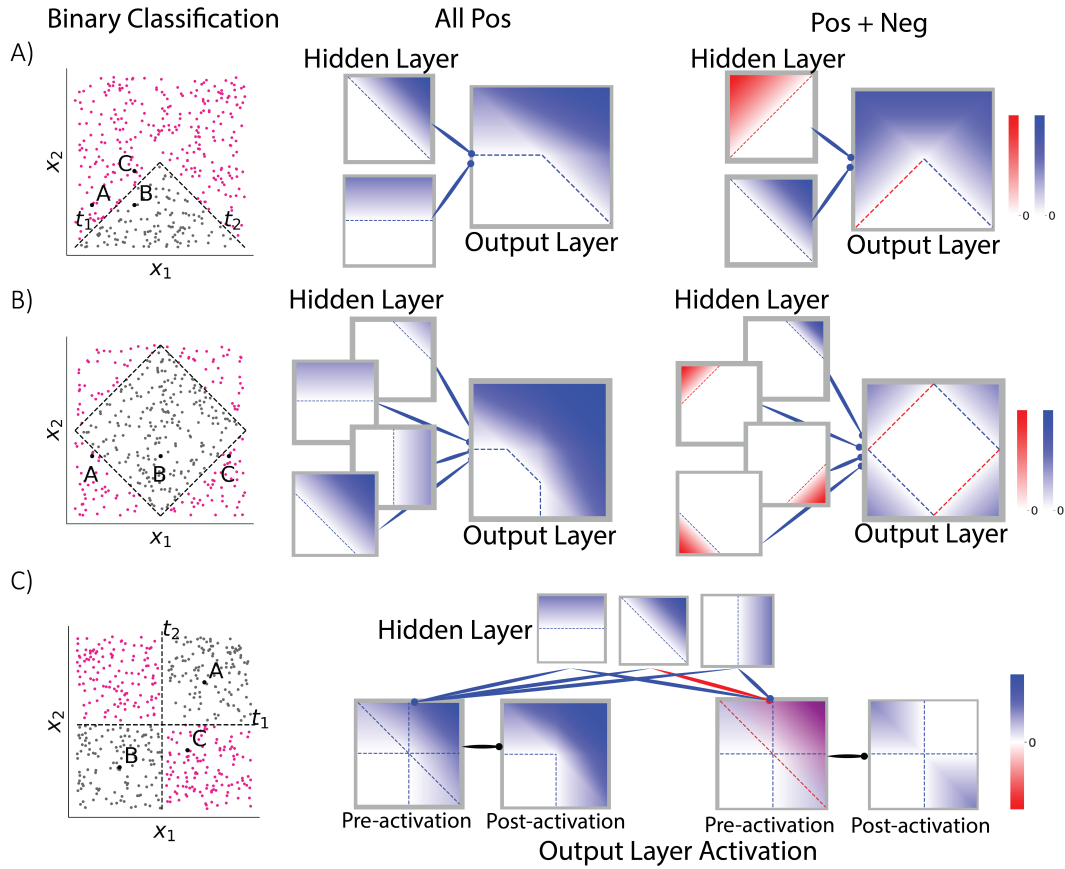 Binary Classification
All Pos
Pos + Neg
A)
Hidden Layer
Hidden Layer
x2
C
A
B
t1
t2
x1
Output Layer
Output Layer
0
0
B)
Hidden Layer
Hidden Layer
x2
A
B
C
x1
Output Layer
Output Layer
0
0
C)
Hidden Layer
t2
A
x2
t1
B
C
x1
0
Pre-activation
Post-activation
Pre-activation
Post-activation
Output Layer Activation